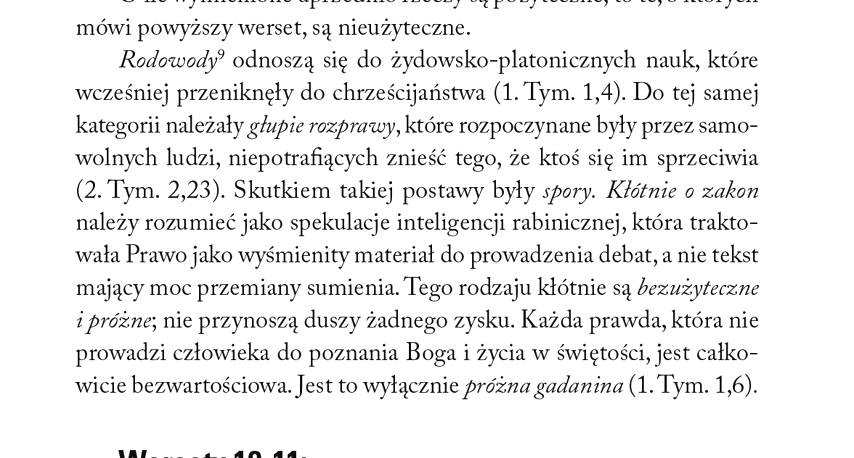 mówi powyższy werset, są nieużyteczne.
Rodowody⁹ odnoszą się do żydowsko-platonicznych nauk, które
wcześniej przeniknęły do chrześcijaństwa (1. Tym. 1,4). Do tej samej
kategorii należały głupie rozprawy, które rozpoczynane były przez samo-
wolnych ludzi, niepotrafiących znieść tego, że ktoś się im sprzeciwia
(2. Tym. 2,23). Skutkiem takiej postawy były spory. Kłótnie o zakon
należy rozumieć jako spekulacje inteligencji rabinicznej, która trakto-
wała Prawo jako wyśmienity materiał do prowadzenia debat, a nie tekst
mający moc przemiany sumienia. Tego rodzaju kłótnie są bezużyteczne
i próżne; nie przynoszą duszy żadnego zysku. Każda prawda, która nie
prowadzi człowieka do poznania Boga i życia w świętości, jest całko-
wicie bezwartościowa. Jest to wyłącznie próżna gadanina (1. Tym. 1,6).